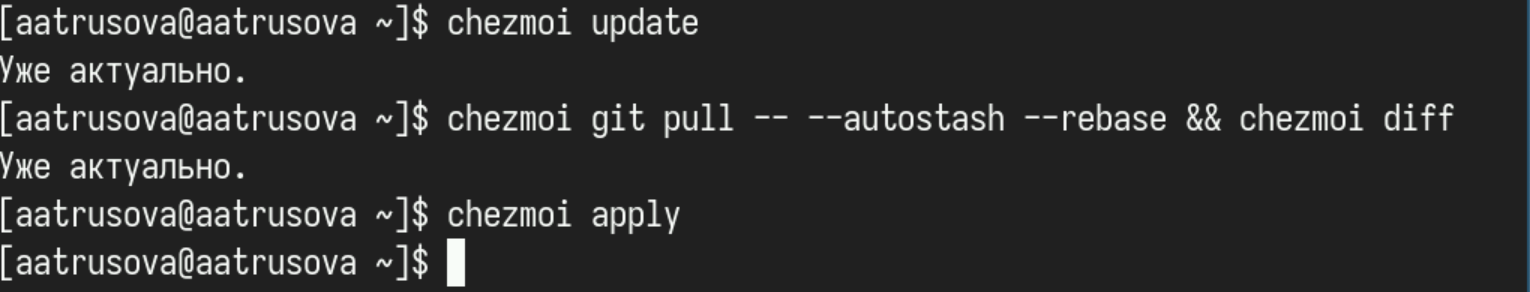 [aatrusova@aatrusova ~]$ chezmoi update
Уже актуально.
[aatrusova@aatrusova ~]$ chezmoi git pull -- --autostash --rebase && chezmoi diff
Уже актуально.
[aatrusova@aatrusova ~]$ chezmoi apply
[aatrusova@aatrusova ~]$